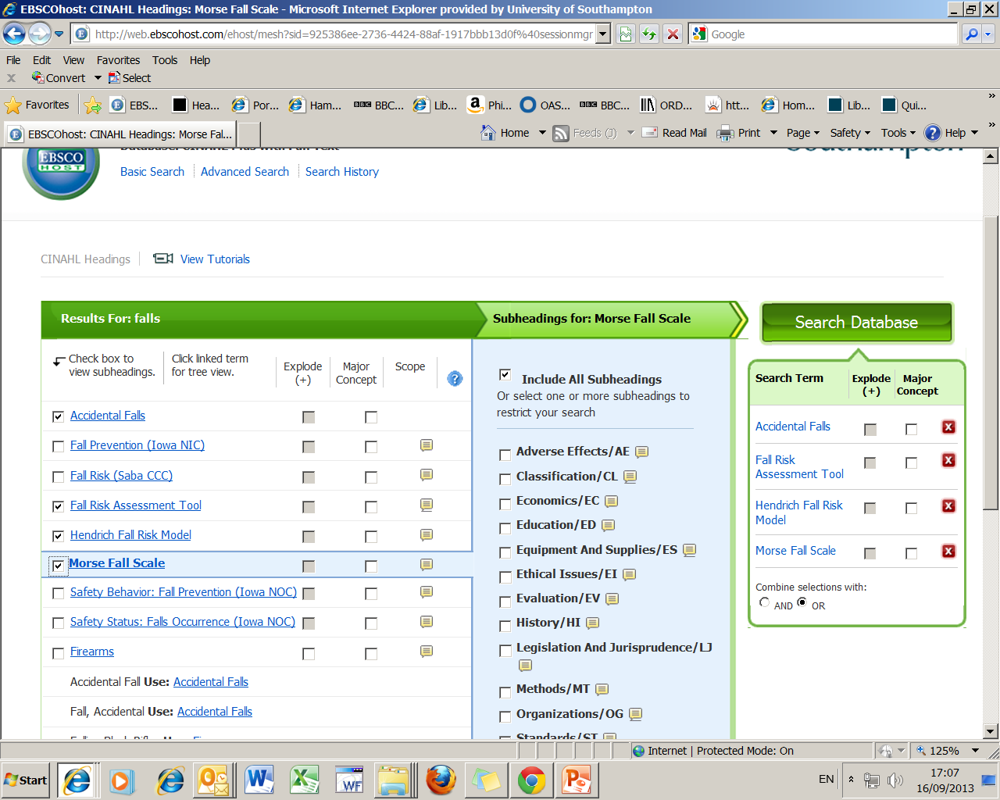 EBSCOhost: CINAHL Headings: Morse Fall Scale - Microsoft Internet Explorer provided by University of Southampton
http://web.ebscohost.com/ehost/mesh?sid=925386ee-2736-4424-88af-1917bbb13d0f%40sessionmgr
Google
File Edit View Favorites Tools Help
x Convert Select
Favorites EBS... Hea... Por... Ham... BBC BBC... Lib... Phi... OAS... BBC BBC... ORD... htt... Hom... Lib... Qui...
EBSCOhost: CINAHL Headings: Morse Fal... Home Feeds (J) Read Mail Print Page Safety Tools Help
Database: CINAHL Plus with Full Text
Southampton
EBSCO
HOST
Basic Search Advanced Search Search History
CINAHL Headings View Tutorials
Results For: falls
Subheadings for: Morse Fall Scale
Search Database
Check box to
view subheadings.
Click linked term
for tree view.
Explode
(+)
Major
Concept
Scope
?
Accidental Falls
Fall Prevention (Iowa NIC)
Fall Risk (Saba CCC)
Fall Risk Assessment Tool
Hendrich Fall Risk Model
Morse Fall Scale
Safety Behavior: Fall Prevention (Iowa NOC)
Safety Status: Falls Occurrence (Iowa NOC)
Firearms
Accidental Fall Use: Accidental Falls
Fall, Accidental Use: Accidental Falls
Include All Subheadings
Or select one or more subheadings to
restrict your search
Adverse Effects/AE
Classification/CL
Economics/EC
Education/ED
Equipment And Supplies/ES
Ethical Issues/EI
Evaluation/EV
History/HI
Legislation And Jurisprudence/LJ
Methods/MT
Organizations/OG
Standards/ST
Search Term
Explode
(+)
Major
Concept
Accidental Falls
Fall Risk
Assessment Tool
Hendrich Fall Risk
Model
Morse Fall Scale
Combine selections with:
AND OR
Internet | Protected Mode: On
125%
Start
WF
EN
17:07
16/09/2013